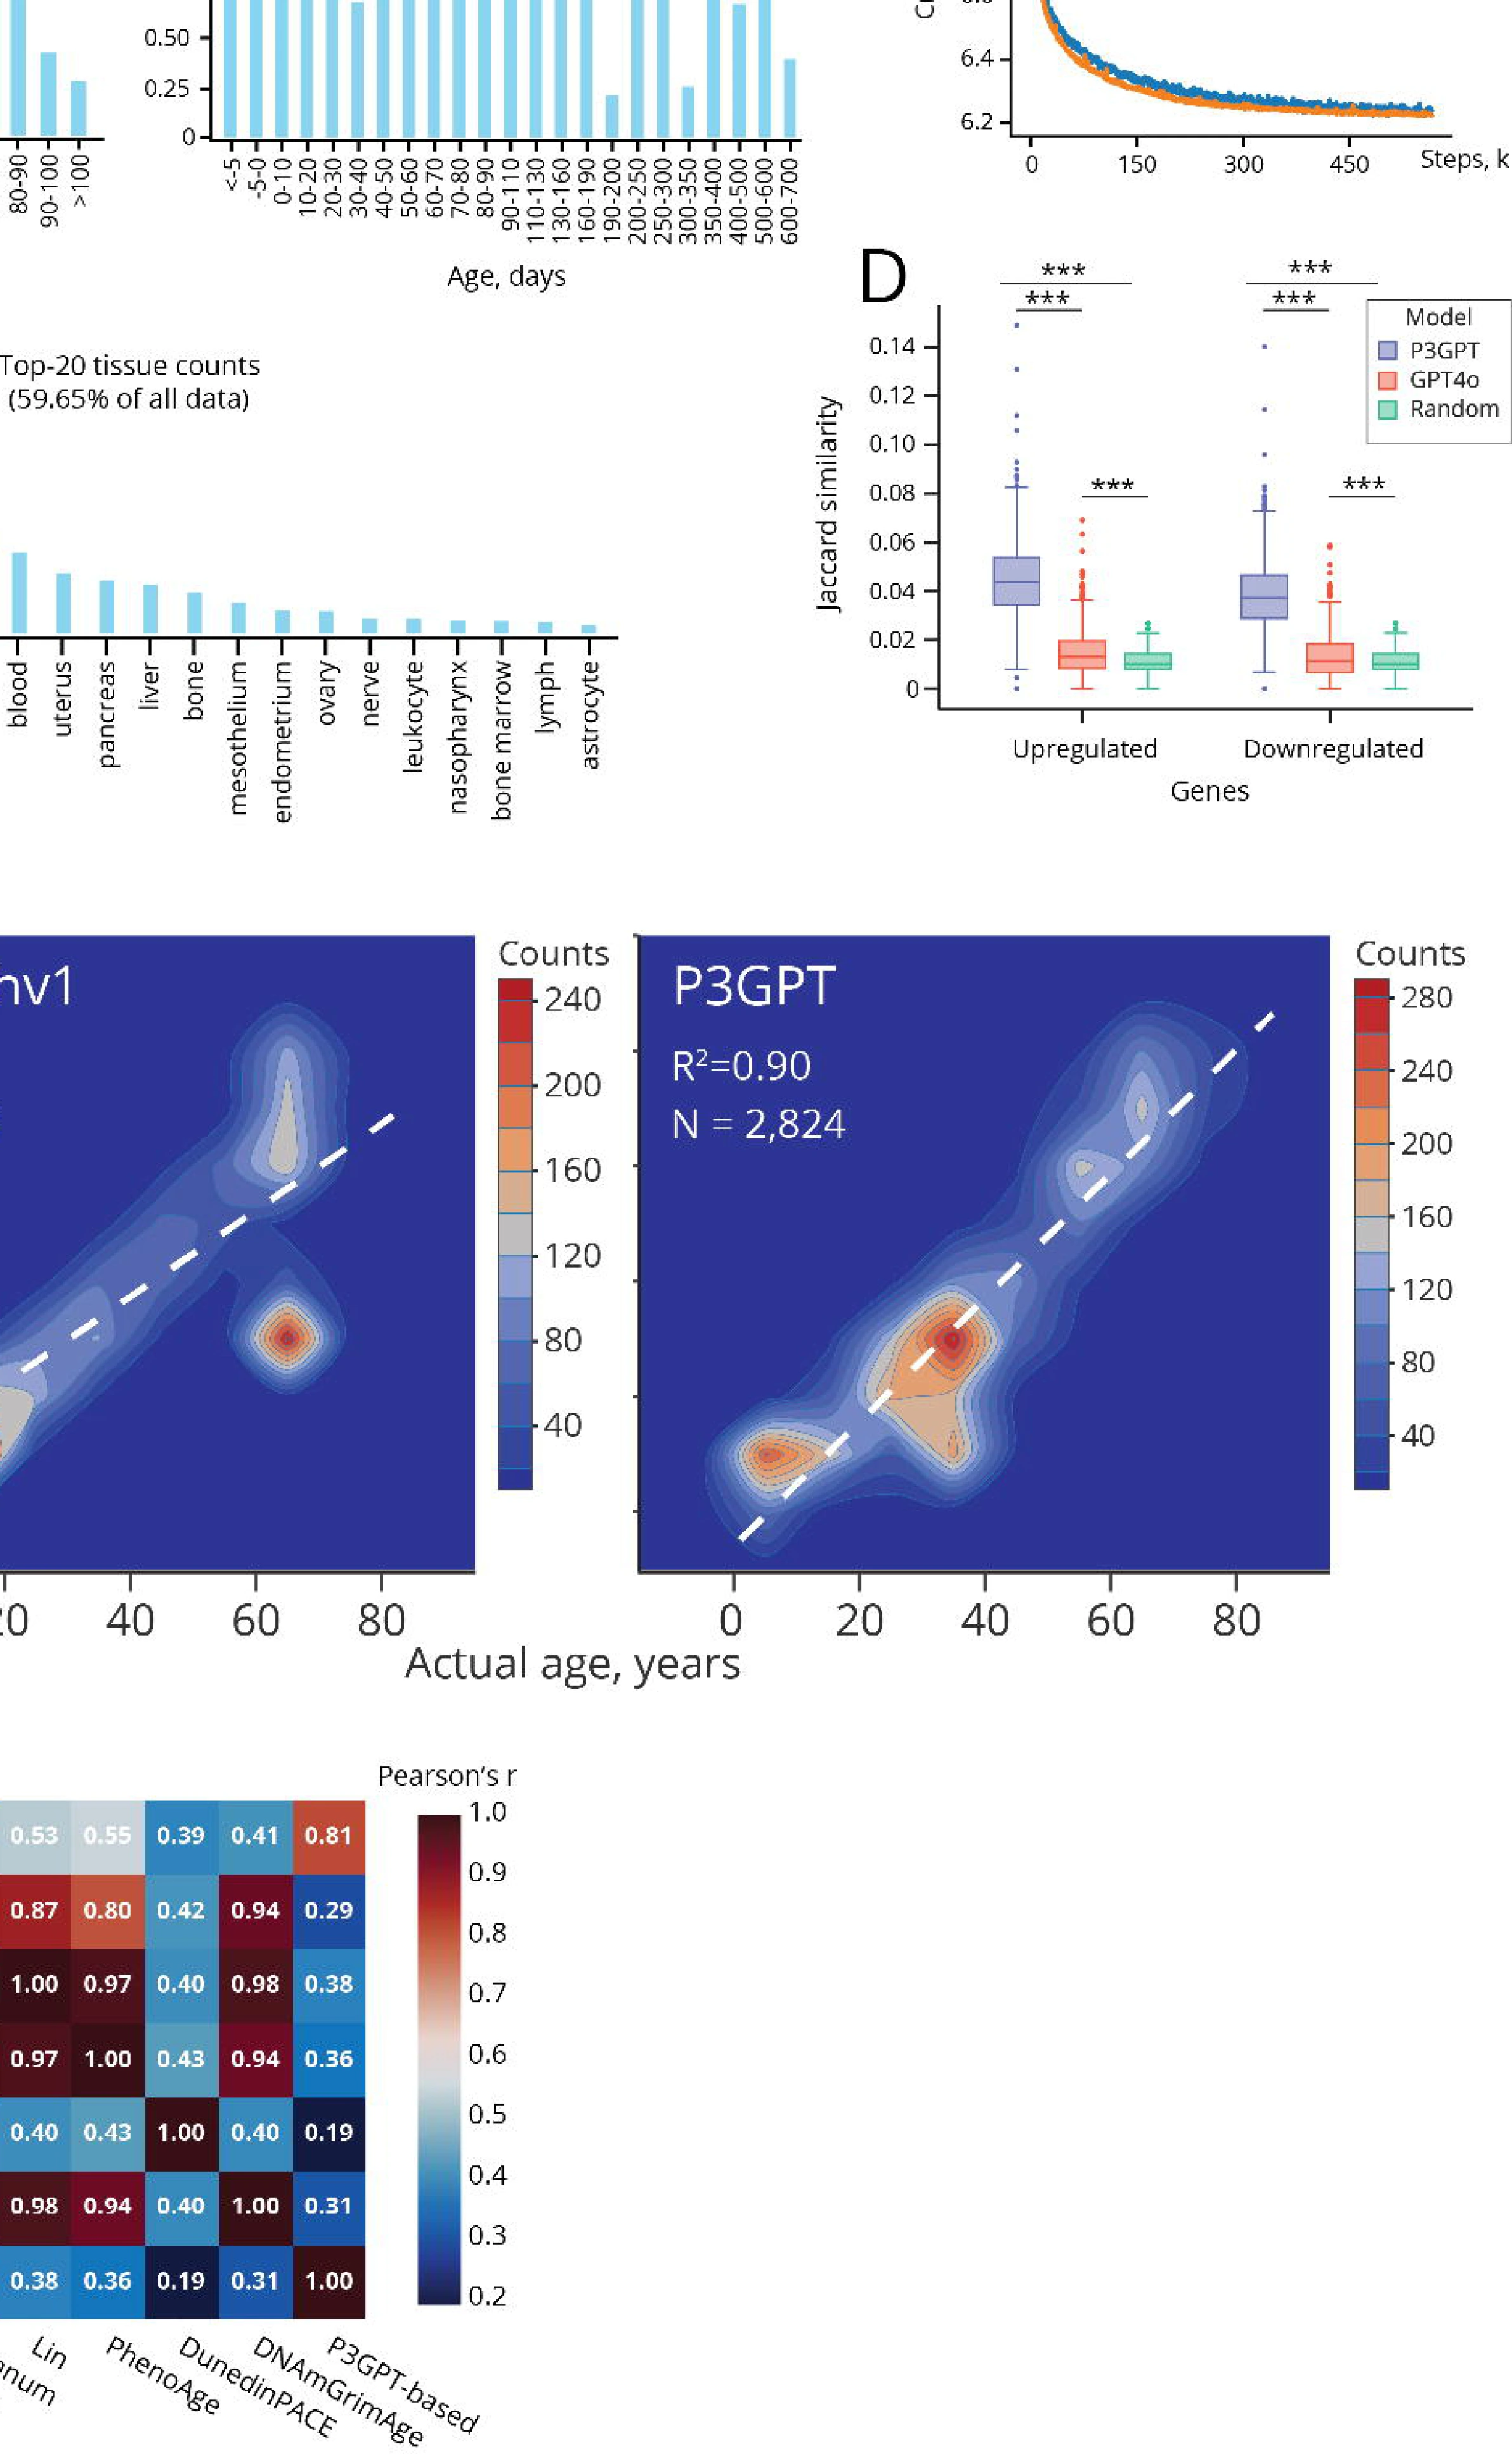 80-90
90-100
>100
0.50
0.25
0
<-5
-5-0
0-10
10-20
20-30
30-40
40-50
50-60
60-70
70-80
80-90
90-110
110-130
130-160
160-190
190-200
200-250
250-300
300-350
350-400
400-500
500-600
600-700
Age, days
6.4
6.2
0 150 300 450 Steps, k
Top-20 tissue counts
(59.65% of all data)
blood
uterus
pancreas
liver
bone
mesothelium
endometrium
ovary
nerve
leukocyte
nasopharynx
bone marrow
lymph
astrocyte
D
*** ***
*** ***
Model
P3GPT
GPT4o
Random
Jaccard similarity
0.14
0.12
0.10
0.08
0.06
0.04
0.02
0
*** ***
Upregulated Downregulated
Genes
nv1
Counts
240
200
160
120
80
40
P3GPT
R²=0.90
N = 2,824
Counts
280
240
200
160
120
80
40
20 40 60 80
0 20 40 60 80
Actual age, years
Pearson's r
0.53 0.55 0.39 0.41 0.81
0.87 0.80 0.42 0.94 0.29
1.00 0.97 0.40 0.98 0.38
0.97 1.00 0.43 0.94 0.36
0.40 0.43 1.00 0.40 0.19
0.98 0.94 0.40 1.00 0.31
0.38 0.36 0.19 0.31 1.00
1.0
0.9
0.8
0.7
0.6
0.5
0.4
0.3
0.2
Lin
PhenoAge
DunedinPACE
DNAmGrimAge
P3GPT-based